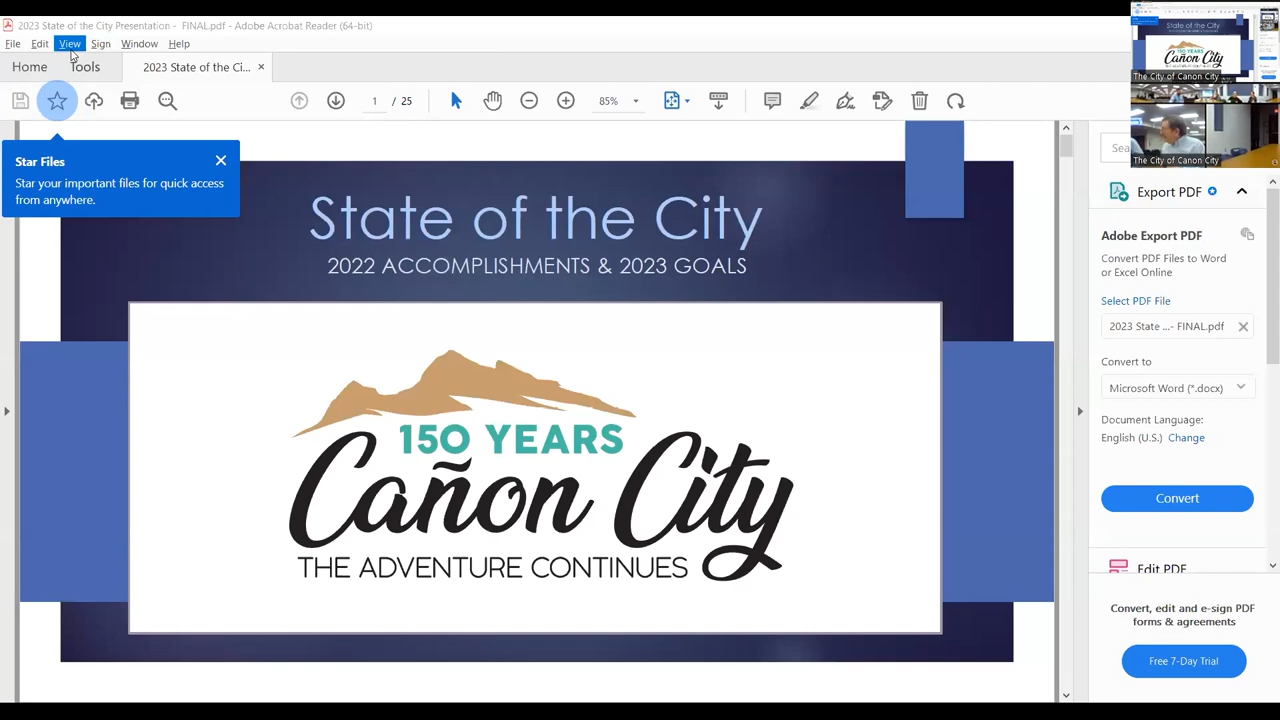 2023 State of the City Presentation - FINAL.pdf - Adobe Acrobat Reader (64-bit)
File Edit View Sign Window Help
Home Tools 2023 State of the Ci... ×
1 / 25 85%
Star Files
Star your important files for quick access
from anywhere.
State of the City
2022 ACCOMPLISHMENTS & 2023 GOALS
150 YEARS
Cañon City
THE ADVENTURE CONTINUES
The City of Canon City
The City of Canon City
Sea
Export PDF
Adobe Export PDF
Convert PDF Files to Word
or Excel Online
Select PDF File
2023 State ...- FINAL.pdf
Convert to
Microsoft Word (*.docx)
Document Language:
English (U.S.) Change
Convert
Edit PDF
Convert, edit and e-sign PDF
forms & agreements
Free 7-Day Trial